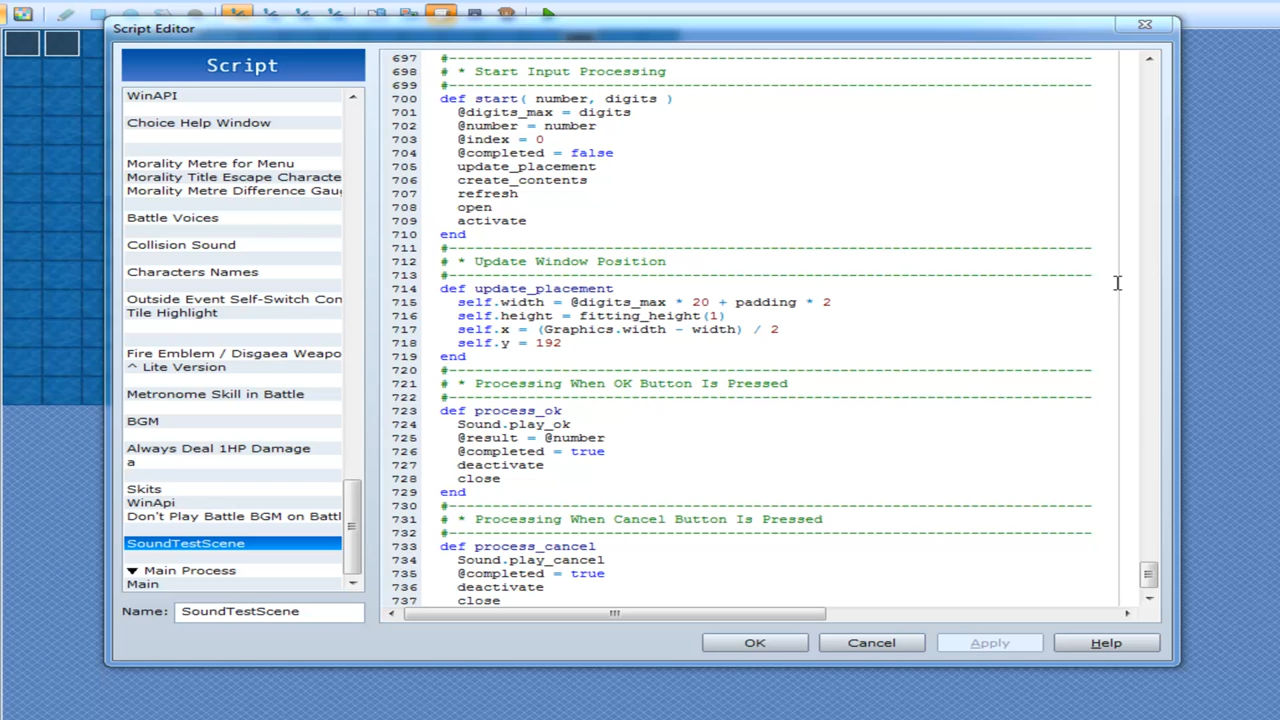 Script Editor
Script
WinAPI
Choice Help Window
Morality Metre for Menu
Morality Title Escape Characte
Morality Metre Difference Gau
Battle Voices
Collision Sound
Characters Names
Outside Event Self-Switch Con
Tile Highlight
Fire Emblem / Disgaea Weapo
^ Lite Version
Metronome Skill in Battle
BGM
Always Deal 1HP Damage
a
Skits
WinApi
Don't Play Battle BGM on Battl
SoundTestScene
▼ Main Process
Main
Name: SoundTestScene
697 #---------------------------------------------------------------------------
698 # * Start Input Processing
699 #---------------------------------------------------------------------------
700 def start( number, digits )
701 @digits_max = digits
702 @number = number
703 @index = 0
704 @completed = false
705 update_placement
706 create_contents
707 refresh
708 open
709 activate
710 end
711 #---------------------------------------------------------------------------
712 # * Update Window Position
713 #---------------------------------------------------------------------------
714 def update_placement
715 self.width = @digits_max * 20 + padding * 2
716 self.height = fitting_height(1)
717 self.x = (Graphics.width - width) / 2
718 self.y = 192
719 end
720 #---------------------------------------------------------------------------
721 # * Processing When OK Button Is Pressed
722 #---------------------------------------------------------------------------
723 def process_ok
724 Sound.play_ok
725 @result = @number
726 @completed = true
727 deactivate
728 close
729 end
730 #---------------------------------------------------------------------------
731 # * Processing When Cancel Button Is Pressed
732 #---------------------------------------------------------------------------
733 def process_cancel
734 Sound.play_cancel
735 @completed = true
736 deactivate
737 close
OK Cancel Apply Help